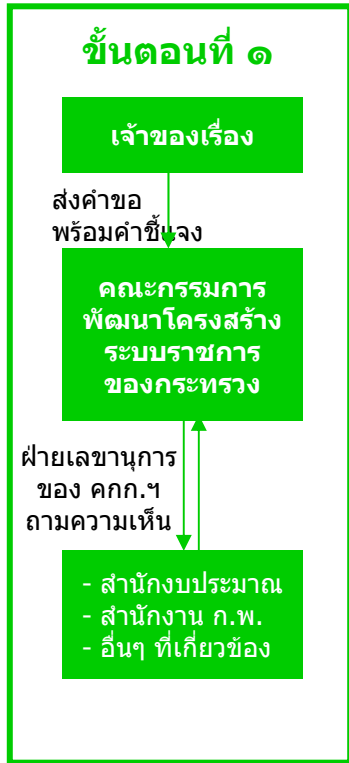 ขั้นตอนที่ ๑
เจ้าของเรื่อง
ส่งคำขอ
พร้อมคำชี้แจง
คณะกรรมการ
พัฒนาโครงสร้าง
ระบบราชการ
ของกระทรวง
ฝ่ายเลขานุการ
ของ คกก.ฯ
ถามความเห็น
- สำนักงบประมาณ
- สำนักงาน ก.พ.
- อื่นๆ ที่เกี่ยวข้อง